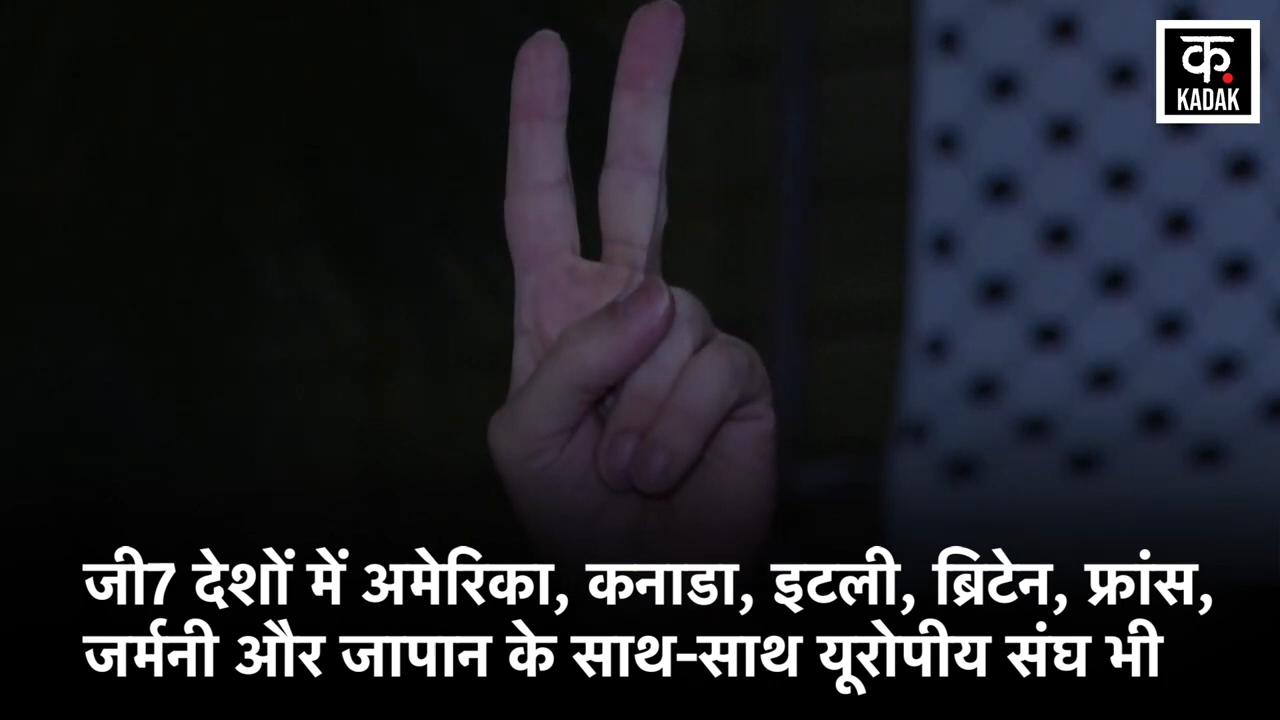 क.
KADAK
जी7 देशों में अमेरिका, कनाडा, इटली, ब्रिटेन, फ्रांस,
जर्मनी और जापान के साथ-साथ यूरोपीय संघ भी